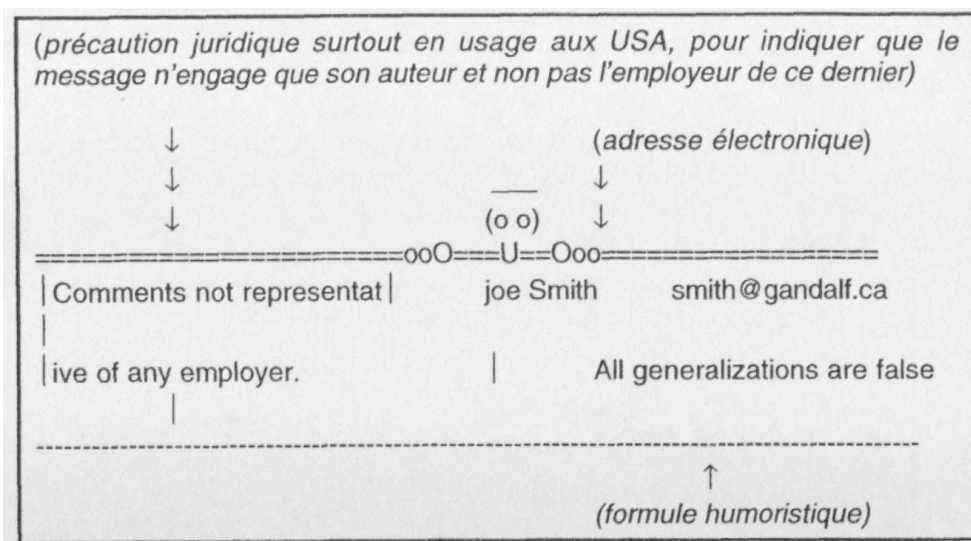 (précaution juridique surtout en usage aux USA, pour indiquer que le
message n'engage que son auteur et non pas l'employeur de ce dernier)
↓ (adresse électronique)
↓ ↓
↓ (o o) ↓
=====================ooO===U==Ooo=================
|Comments not representat| joe Smith smith@gandalf.ca
|
|ive of any employer. | All generalizations are false
|
--------------------------------------------------------------------------------
↑
(formule humoristique)